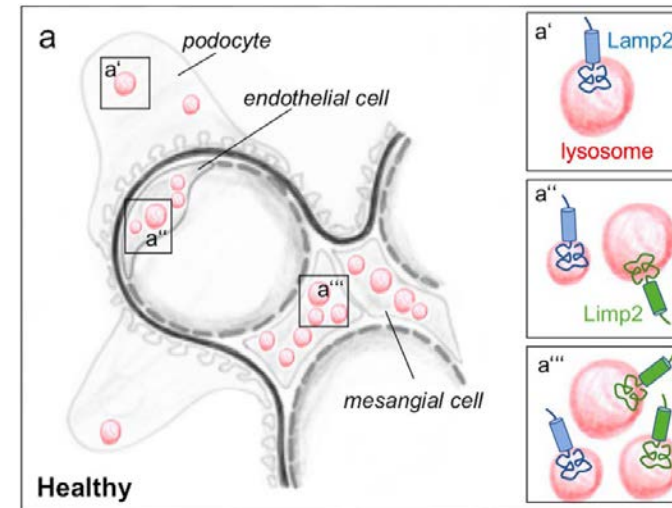 a
podocyte
a'
endothelial cell
a''
a'''
mesangial cell
Healthy
a'
Lamp2
lysosome
a''
Limp2
a'''